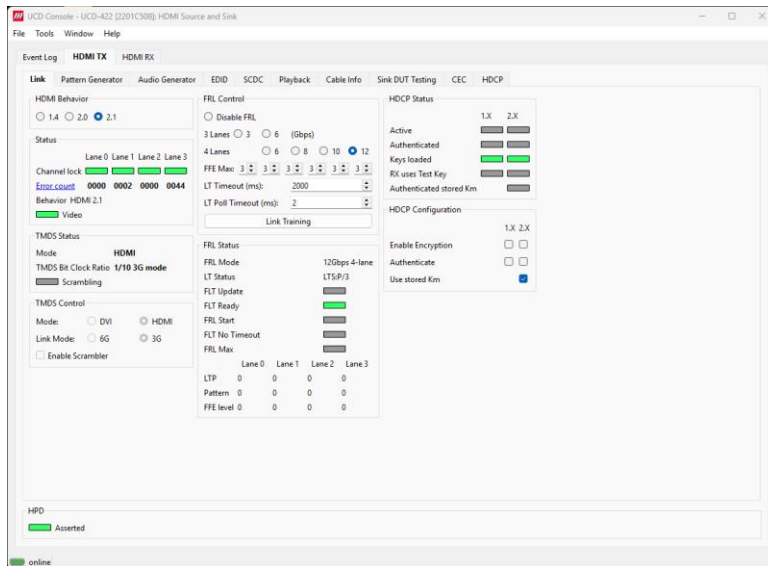 UCD Console - UCD-422 [2201C508]: HDMI Source and Sink
File Tools Window Help
Event Log HDMI TX HDMI RX
Link Pattern Generator Audio Generator EDID SCDC Playback Cable Info Sink DUT Testing CEC HDCP
HDMI Behavior
1.4 2.0 2.1
Status
Lane 0 Lane 1 Lane 2 Lane 3
Channel lock
Error count 0000 0002 0000 0044
Behavior HDMI 2.1
Video
TMDS Status
Mode HDMI
TMDS Bit Clock Ratio 1/10 3G mode
Scrambling
TMDS Control
Mode: DVI HDMI
Link Mode: 6G 3G
Enable Scrambler
FRL Control
Disable FRL
3 Lanes 3 6 (Gbps)
4 Lanes 6 8 10 12
FFE Max: 3 3 3 3 3 3
LT Timeout (ms): 2000
LT Poll Timeout (ms): 2
Link Training
FRL Status
FRL Mode 12Gbps 4-lane
LT Status LTS:P/3
FLT Update
FLT Ready
FRL Start
FLT No Timeout
FRL Max
Lane 0 Lane 1 Lane 2 Lane 3
LTP 0 0 0 0
Pattern 0 0 0 0
FFE level 0 0 0 0
HDCP Status
1.X 2.X
Active
Authenticated
Keys loaded
RX uses Test Key
Authenticated stored Km
HDCP Configuration
1.X 2.X
Enable Encryption
Authenticate
Use stored Km
HPD
Asserted
online